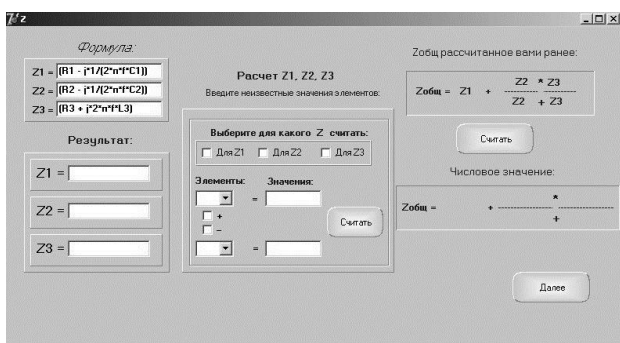 z
Формула:
Z1 = (R1 - j*1/(2*п*f*C1))
Z2 = (R2 - j*1/(2*п*f*C2))
Z3 = (R3 + j*2*п*f*L3)
Результат:
Z1 =
Z2 =
Z3 =
Расчет Z1, Z2, Z3
Введите неизвестные значения элементов:
Выберите для какого Z считать:
Для Z1 Для Z2 Для Z3
Элементы: Значения:
=
+
-
Считать
=
Zобщ рассчитанное вами ранее:
Z2 * Z3
Zобщ = Z1 + ---------------
Z2 + Z3
Считать
Числовое значение:
*
Zобщ = + ---------------
+
Далее